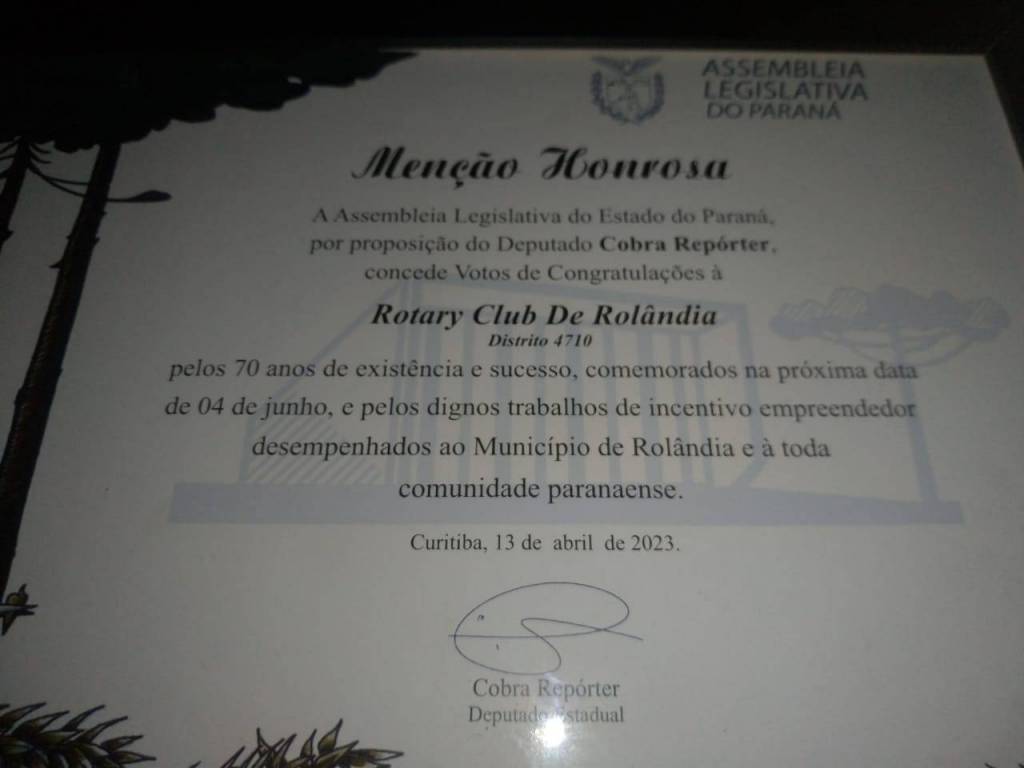 ASSEMBLEIA
LEGISLATIVA
DO PARANÁ
Menção Honrosa
A Assembleia Legislativa do Estado do Paraná,
por proposição do Deputado Cobra Repórter,
concede Votos de Congratulações à
Rotary Club De Rolândia
Distrito 4710
pelos 70 anos de existência e sucesso, comemorados na próxima data
de 04 de junho, e pelos dignos trabalhos de incentivo empreendedor
desempenhados ao Município de Rolândia e à toda
comunidade paranaense.
Curitiba, 13 de abril de 2023.
Cobra Repórter
Deputado Estadual